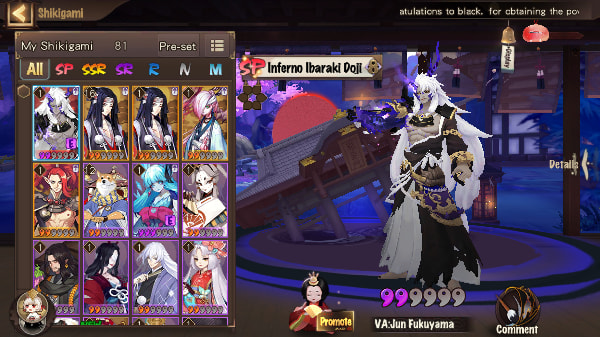 Shikigami
atulations to black. for obtaining the po
My Shikigami 81 Pre-set
All SP SSR SR R N M
SP Inferno Ibaraki Doji
Details
Promote
VA:Jun Fukuyama
Comment